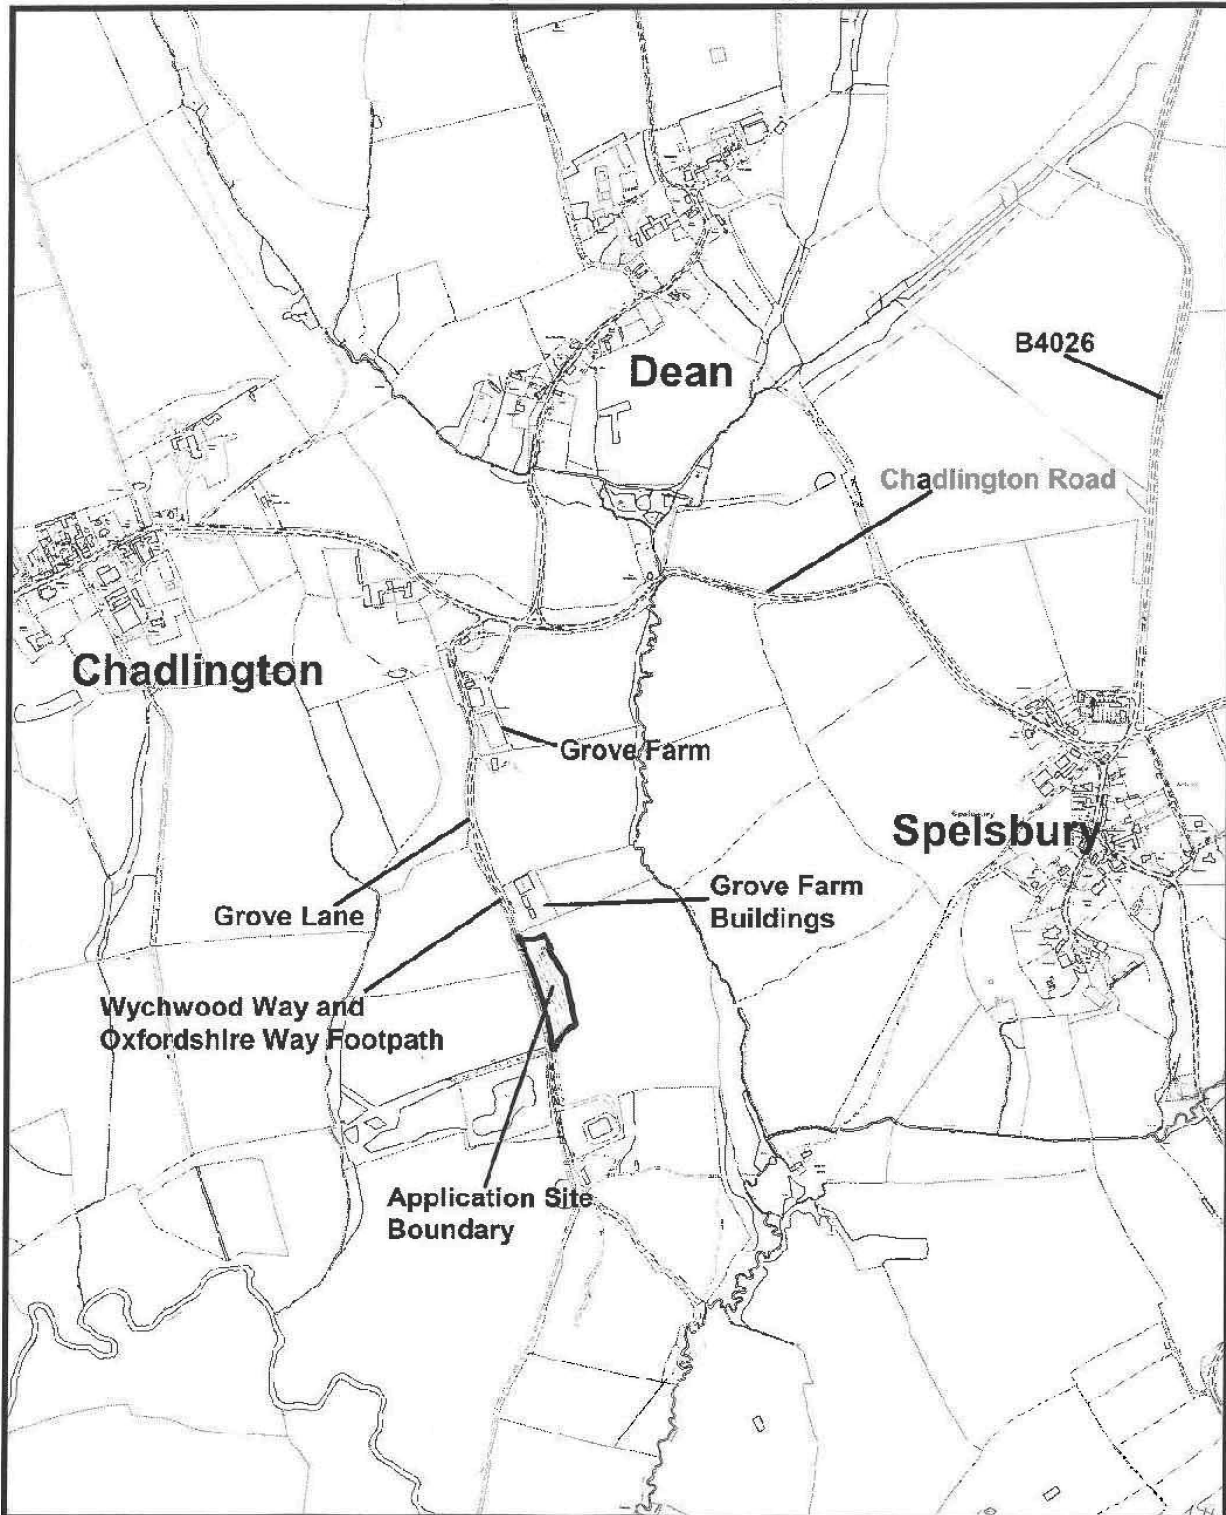 Dean
B4026
Chadlington Road
Chadlington
Grove Farm
Spelsbury
Spelsbury
Grove Lane
Grove Farm
Buildings
Wychwood Way and
Oxfordshire Way Footpath
Application Site
Boundary